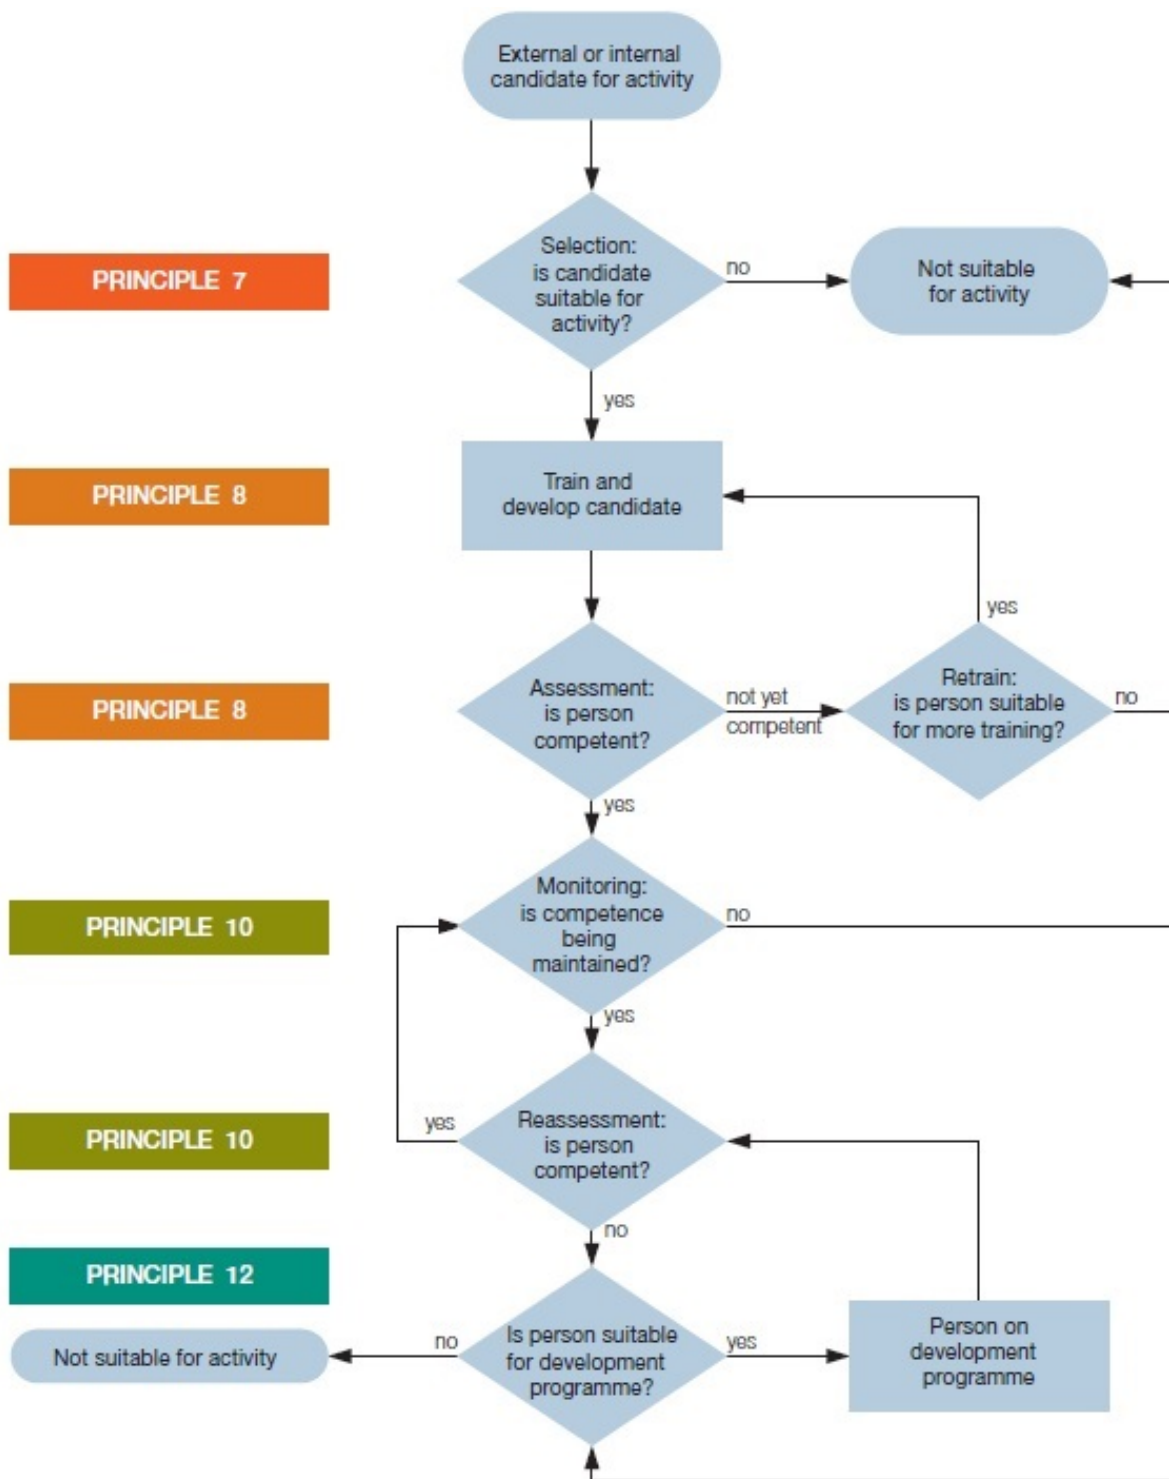 External or internal
candidate for activity
PRINCIPLE 7
Selection:
is candidate
suitable for
activity?
no
Not suitable
for activity
yes
PRINCIPLE 8
Train and
develop candidate
yes
PRINCIPLE 8
Assessment:
is person
competent?
not yet
competent
Retrain:
is person suitable
for more training?
no
yes
PRINCIPLE 10
Monitoring:
is competence
being
maintained?
no
yes
PRINCIPLE 10
yes
Reassessment:
is person
competent?
no
PRINCIPLE 12
Not suitable for activity
no
Is person suitable
for development
programme?
yes
Person on
development
programme